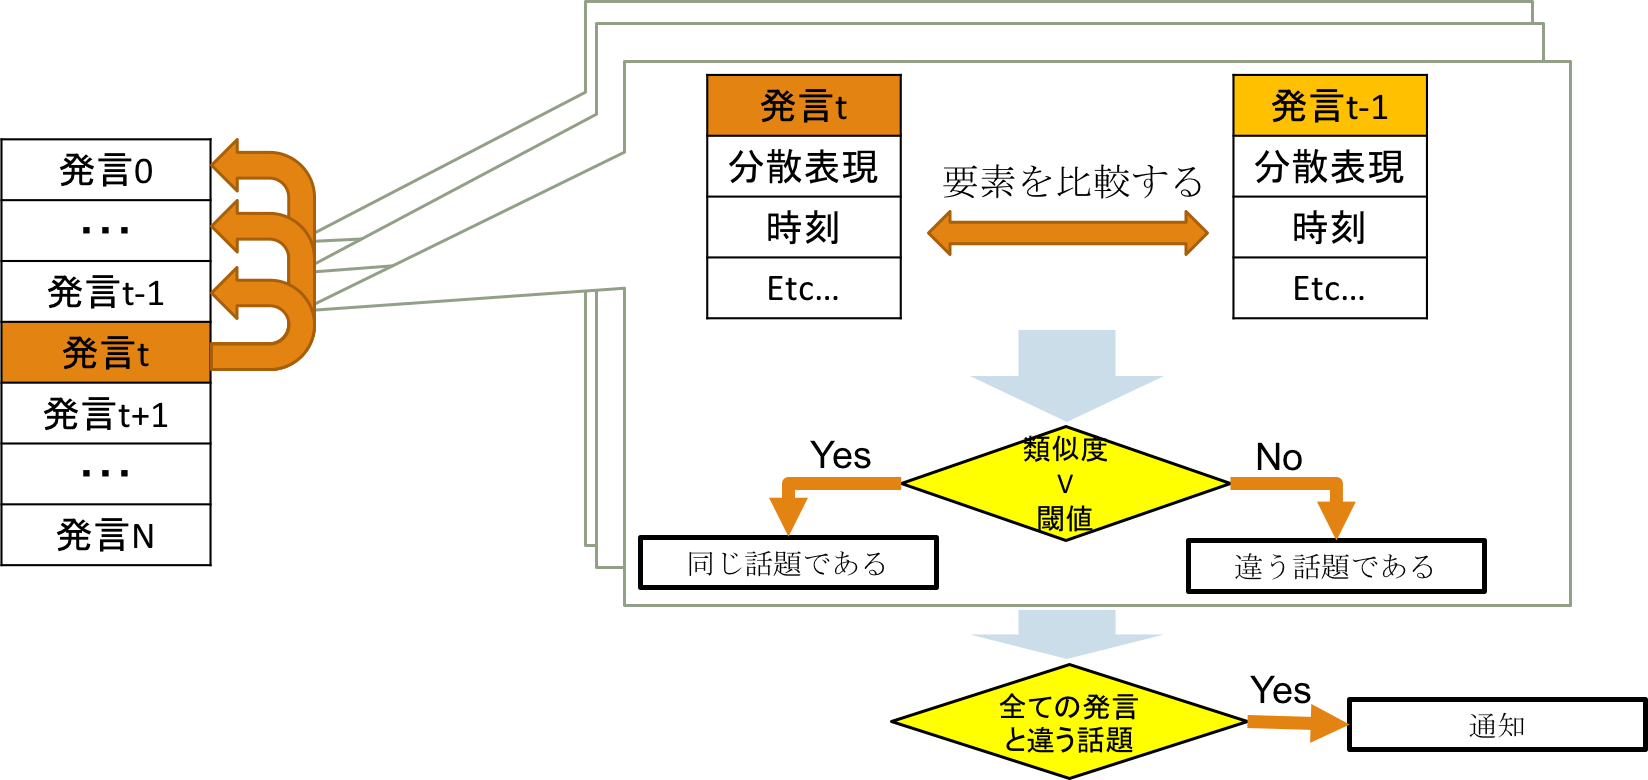 発言0
・・・
発言t-1
発言t
発言t+1
・・・
発言N
発言t
分散表現
時刻
Etc...
要素を比較する
発言t-1
分散表現
時刻
Etc...
類似度
∨
閾値
Yes
No
同じ話題である
違う話題である
全ての発言
と違う話題
Yes
通知